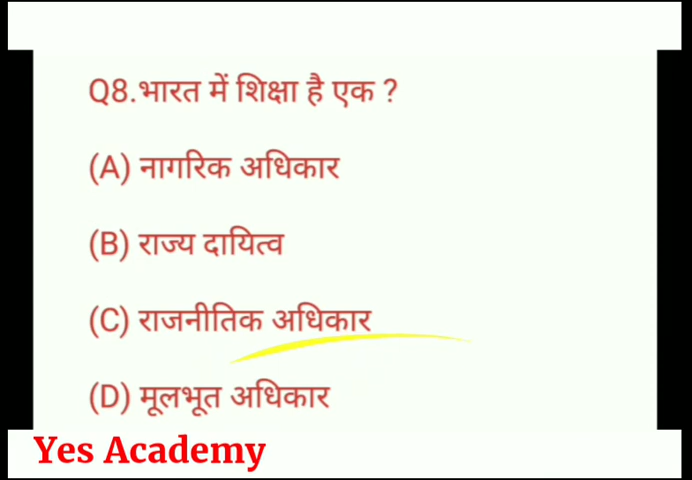 Q8.भारत में शिक्षा है एक ?
(A) नागरिक अधिकार
(B) राज्य दायित्व
(C) राजनीतिक अधिकार
(D) मूलभूत अधिकार
Yes Academy